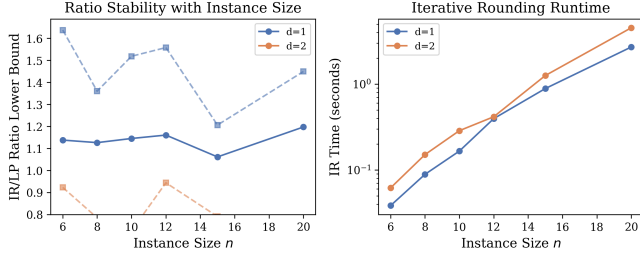 Ratio Stability with Instance Size
IR/LP Ratio Lower Bound
1.6
1.5
1.4
1.3
1.2
1.1
1.0
0.9
0.8
6
8
10
12
14
16
18
20
Instance Size n
d=1
d=2
Iterative Rounding Runtime
IR Time (seconds)
10⁰
10⁻¹
6
8
10
12
14
16
18
20
Instance Size n
d=1
d=2